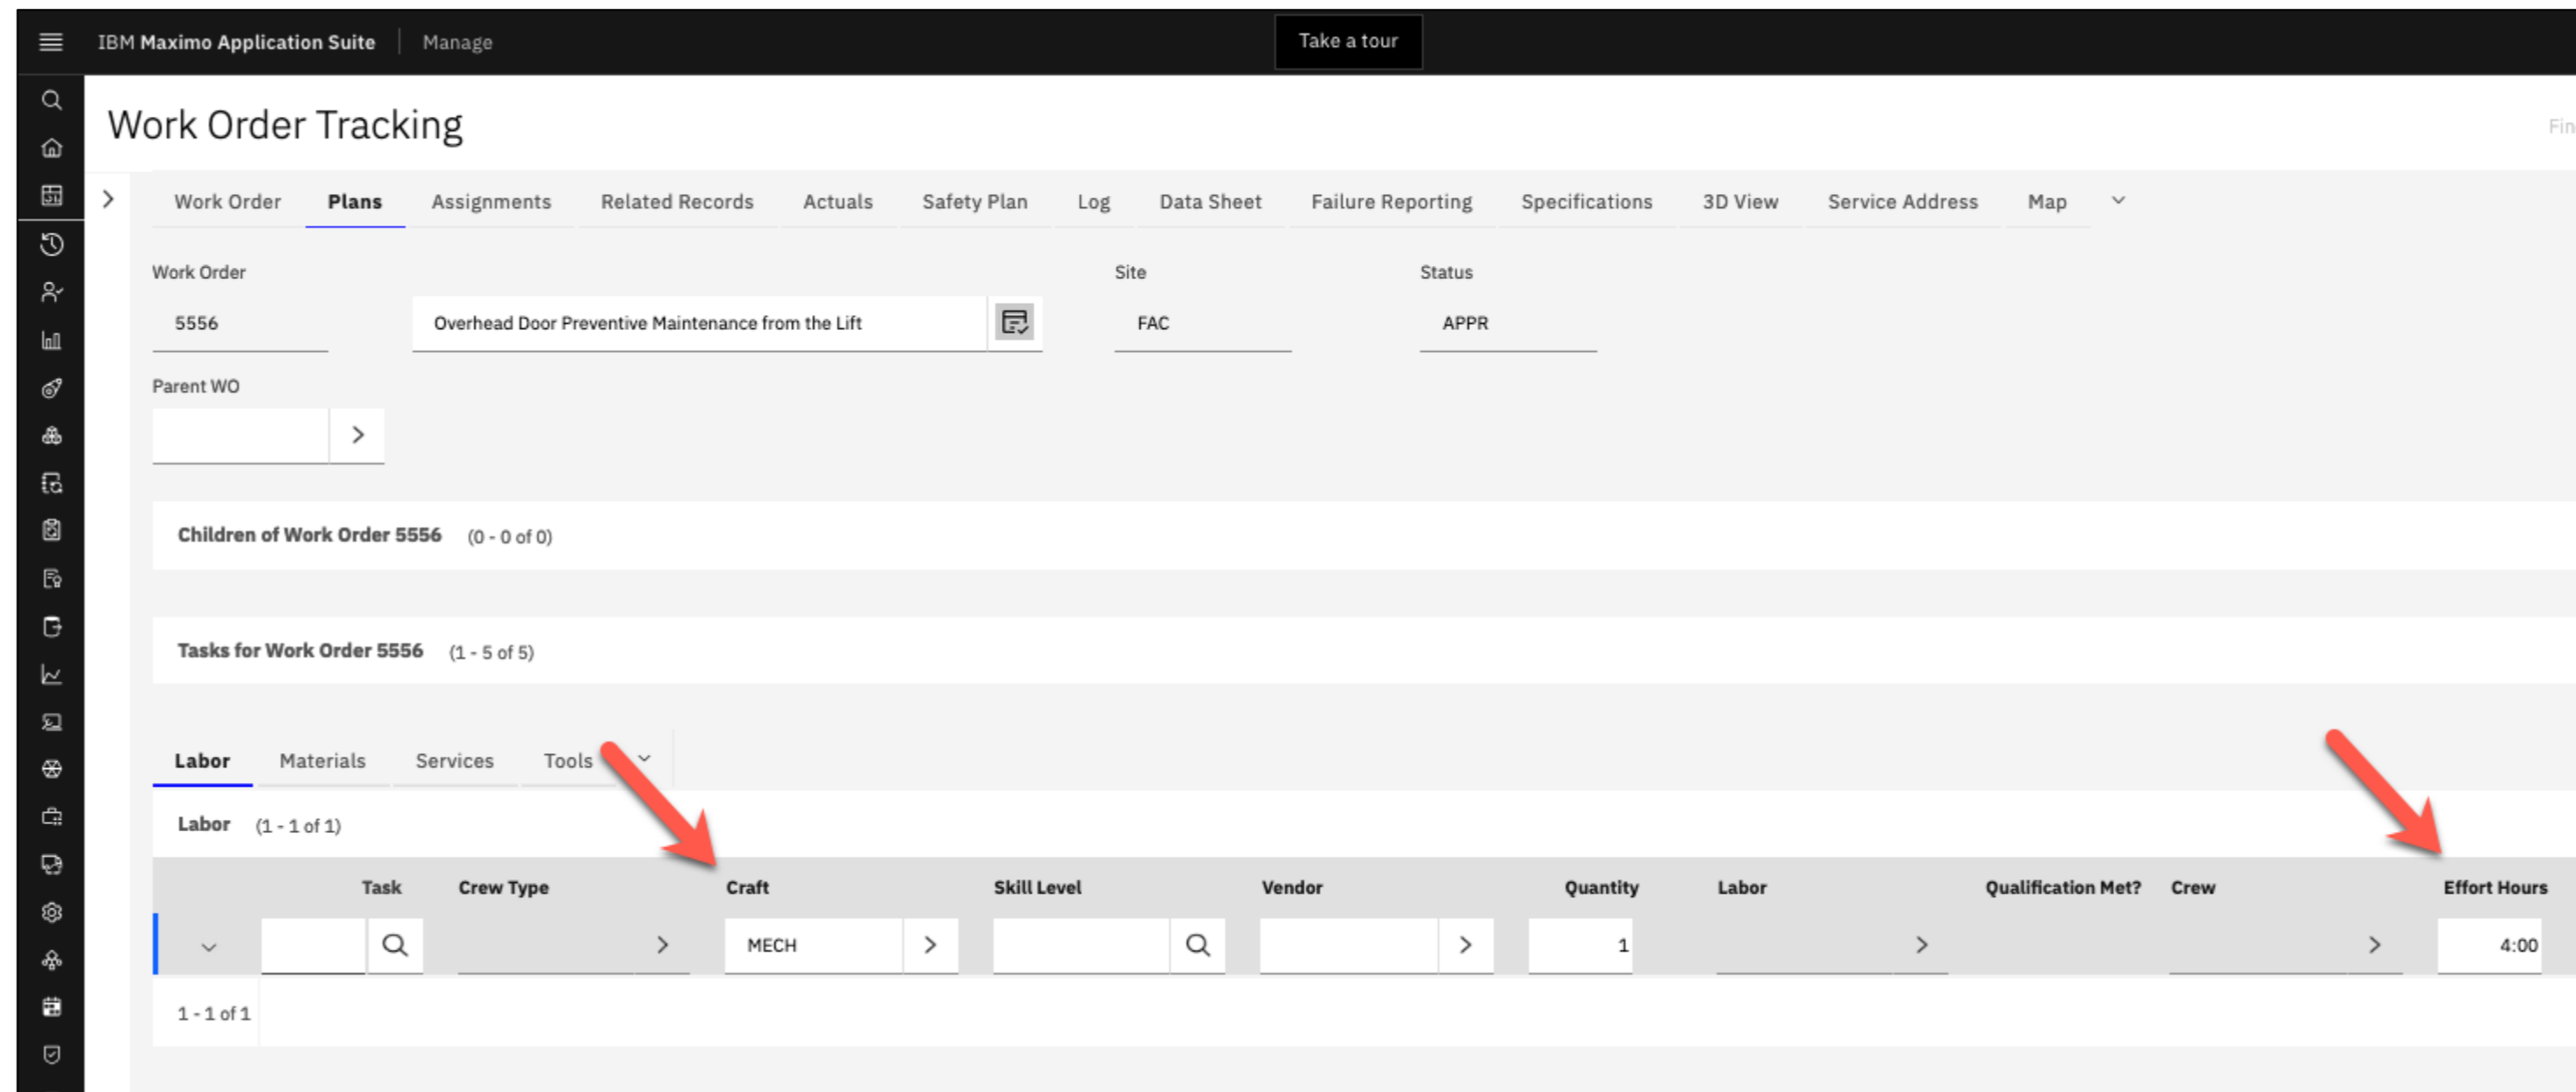 IBM Maximo Application Suite | Manage Take a tour
Work Order Tracking Fin
Work Order Plans Assignments Related Records Actuals Safety Plan Log Data Sheet Failure Reporting Specifications 3D View Service Address Map
Work Order Site Status
5556 Overhead Door Preventive Maintenance from the Lift FAC APPR
Parent WO
Children of Work Order 5556 (0 - 0 of 0)
Tasks for Work Order 5556 (1 - 5 of 5)
Labor Materials Services Tools
Labor (1 - 1 of 1)
Task Crew Type Craft Skill Level Vendor Quantity Labor Qualification Met? Crew Effort Hours
MECH 1 4:00
1 - 1 of 1